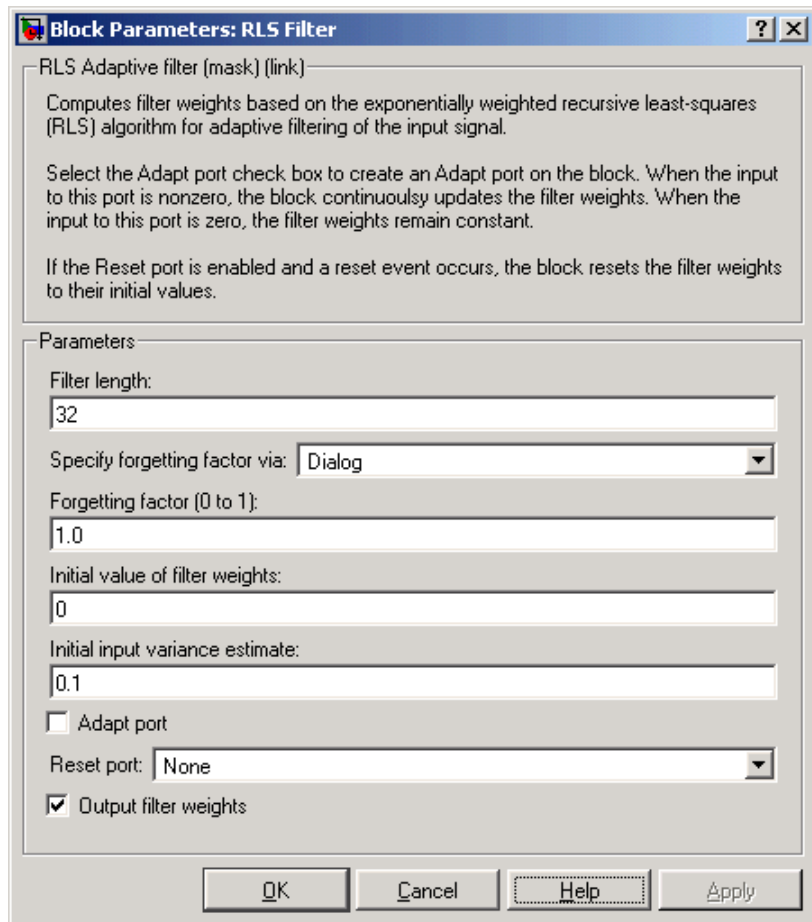 Block Parameters: RLS Filter
RLS Adaptive filter (mask) (link)
Computes filter weights based on the exponentially weighted recursive least-squares
(RLS) algorithm for adaptive filtering of the input signal.
Select the Adapt port check box to create an Adapt port on the block. When the input
to this port is nonzero, the block continuoulsy updates the filter weights. When the
input to this port is zero, the filter weights remain constant.
If the Reset port is enabled and a reset event occurs, the block resets the filter weights
to their initial values.
Parameters
Filter length:
32
Specify forgetting factor via: Dialog
Forgetting factor (0 to 1):
1.0
Initial value of filter weights:
0
Initial input variance estimate:
0.1
Adapt port
Reset port: None
Output filter weights
OK Cancel Help Apply